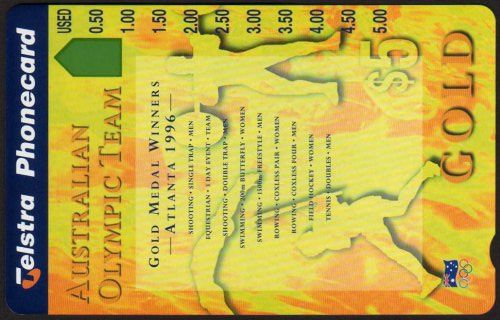 Telstra Phonecard
USED 0.50 1.00 1.50 2.00 2.50 3.00 3.50 4.00 4.50 5.00
AUSTRALIAN
OLYMPIC TEAM
GOLD MEDAL WINNERS
—ATLANTA 1996—
SHOOTING • SINGLE TRAP • MEN
EQUESTRIAN • 3 DAY EVENT • TEAM
SHOOTING • DOUBLE TRAP • MEN
SWIMMING • 200m BUTTERFLY • WOMEN
SWIMMING • 1500m FREESTYLE • MEN
ROWING • COXLESS PAIR • WOMEN
ROWING • COXLESS FOUR • MEN
FIELD HOCKEY • WOMEN
TENNIS • DOUBLES • MEN
$5
GOLD